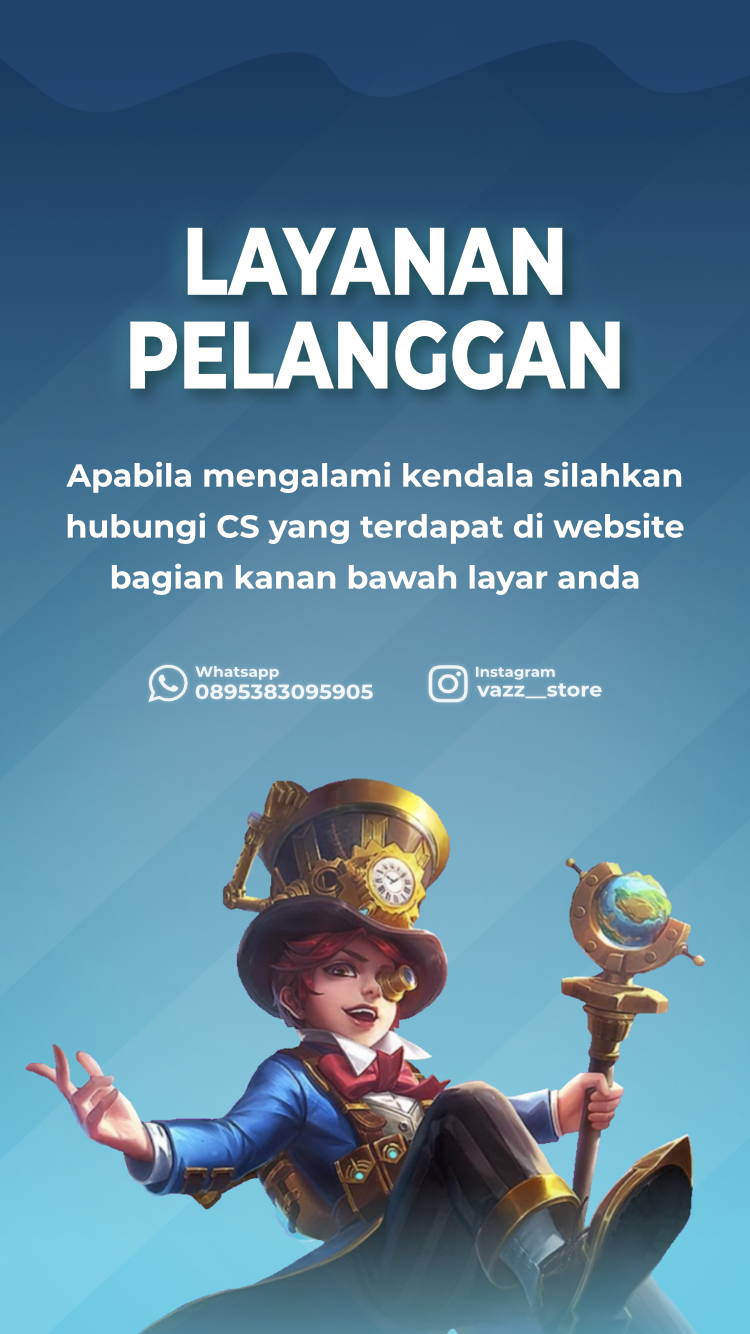 LAYANAN
PELANGGAN
Apabila mengalami kendala silahkan
hubungi CS yang terdapat di website
bagian kanan bawah layar anda
Whatsapp
0895383095905
Instagram
vazz__store